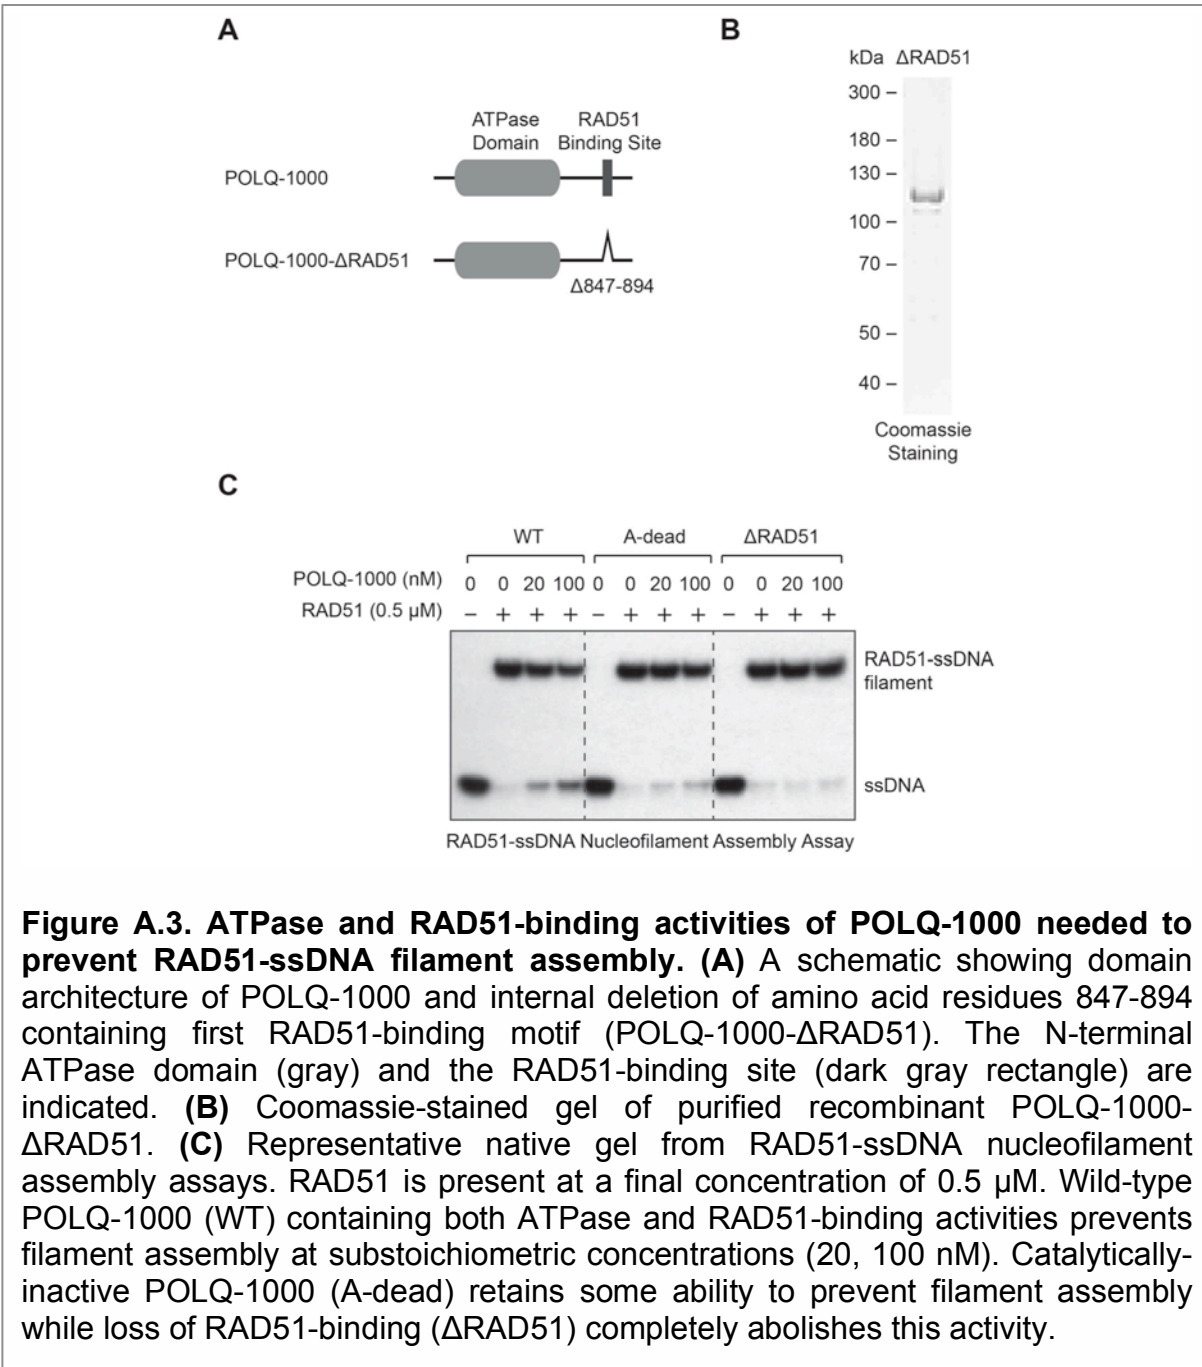 A
B
kDa ΔRAD51
300 –
180 –
130 –
100 –
70 –
50 –
40 –
Coomassie
Staining
ATPase
Domain
RAD51
Binding Site
POLQ-1000
POLQ-1000-ΔRAD51
Δ847-894
C
WT A-dead ΔRAD51
POLQ-1000 (nM) 0 0 20 100 0 0 20 100 0 0 20 100
RAD51 (0.5 µM) – + + + – + + + – + + +
RAD51-ssDNA
filament
ssDNA
RAD51-ssDNA Nucleofilament Assembly Assay
Figure A.3. ATPase and RAD51-binding activities of POLQ-1000 needed to
prevent RAD51-ssDNA filament assembly. (A) A schematic showing domain
architecture of POLQ-1000 and internal deletion of amino acid residues 847-894
containing first RAD51-binding motif (POLQ-1000-ΔRAD51). The N-terminal
ATPase domain (gray) and the RAD51-binding site (dark gray rectangle) are
indicated. (B) Coomassie-stained gel of purified recombinant POLQ-1000-
ΔRAD51. (C) Representative native gel from RAD51-ssDNA nucleofilament
assembly assays. RAD51 is present at a final concentration of 0.5 µM. Wild-type
POLQ-1000 (WT) containing both ATPase and RAD51-binding activities prevents
filament assembly at substoichiometric concentrations (20, 100 nM). Catalytically-
inactive POLQ-1000 (A-dead) retains some ability to prevent filament assembly
while loss of RAD51-binding (ΔRAD51) completely abolishes this activity.